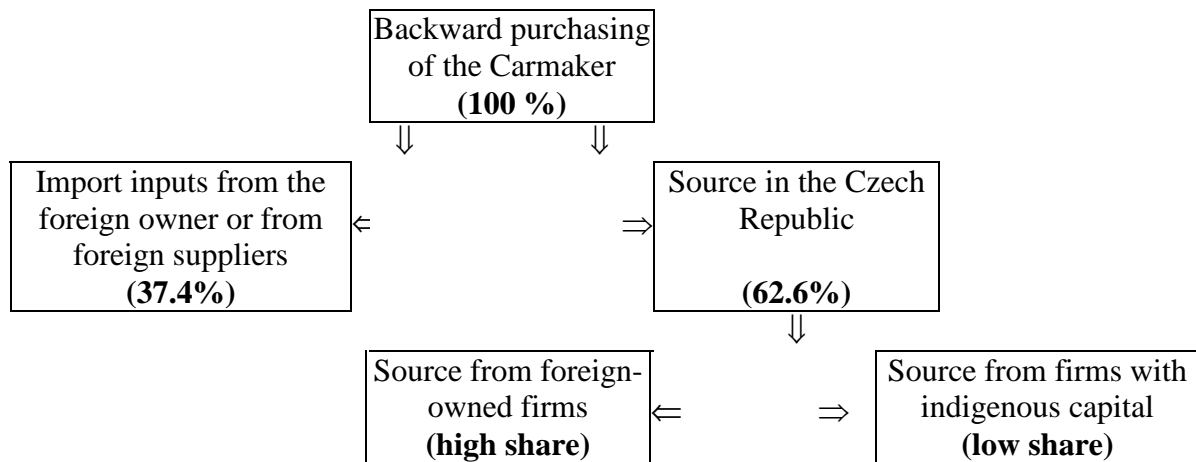 Backward purchasing
of the Carmaker
(100 %)
⇓ ⇓
Import inputs from the
foreign owner or from
foreign suppliers
(37.4%)
⇐ ⇒
Source in the Czech
Republic
(62.6%)
⇓
Source from foreign-
owned firms
(high share)
⇐ ⇒
Source from firms with
indigenous capital
(low share)